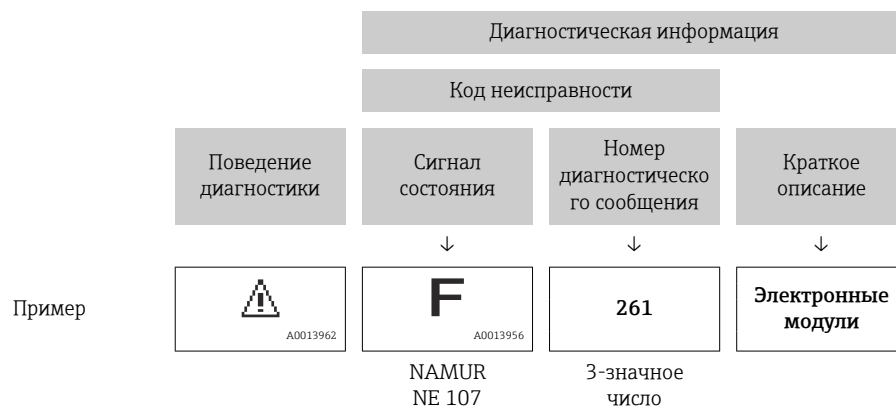 Диагностическая информация
Код неисправности
Поведение
диагностики
Сигнал
состояния
Номер
диагностическо
го сообщения
Краткое
описание
↓ ↓ ↓
Пример
A0013962
F
A0013956
261
Электронные
модули
NAMUR
NE 107
3-значное
число